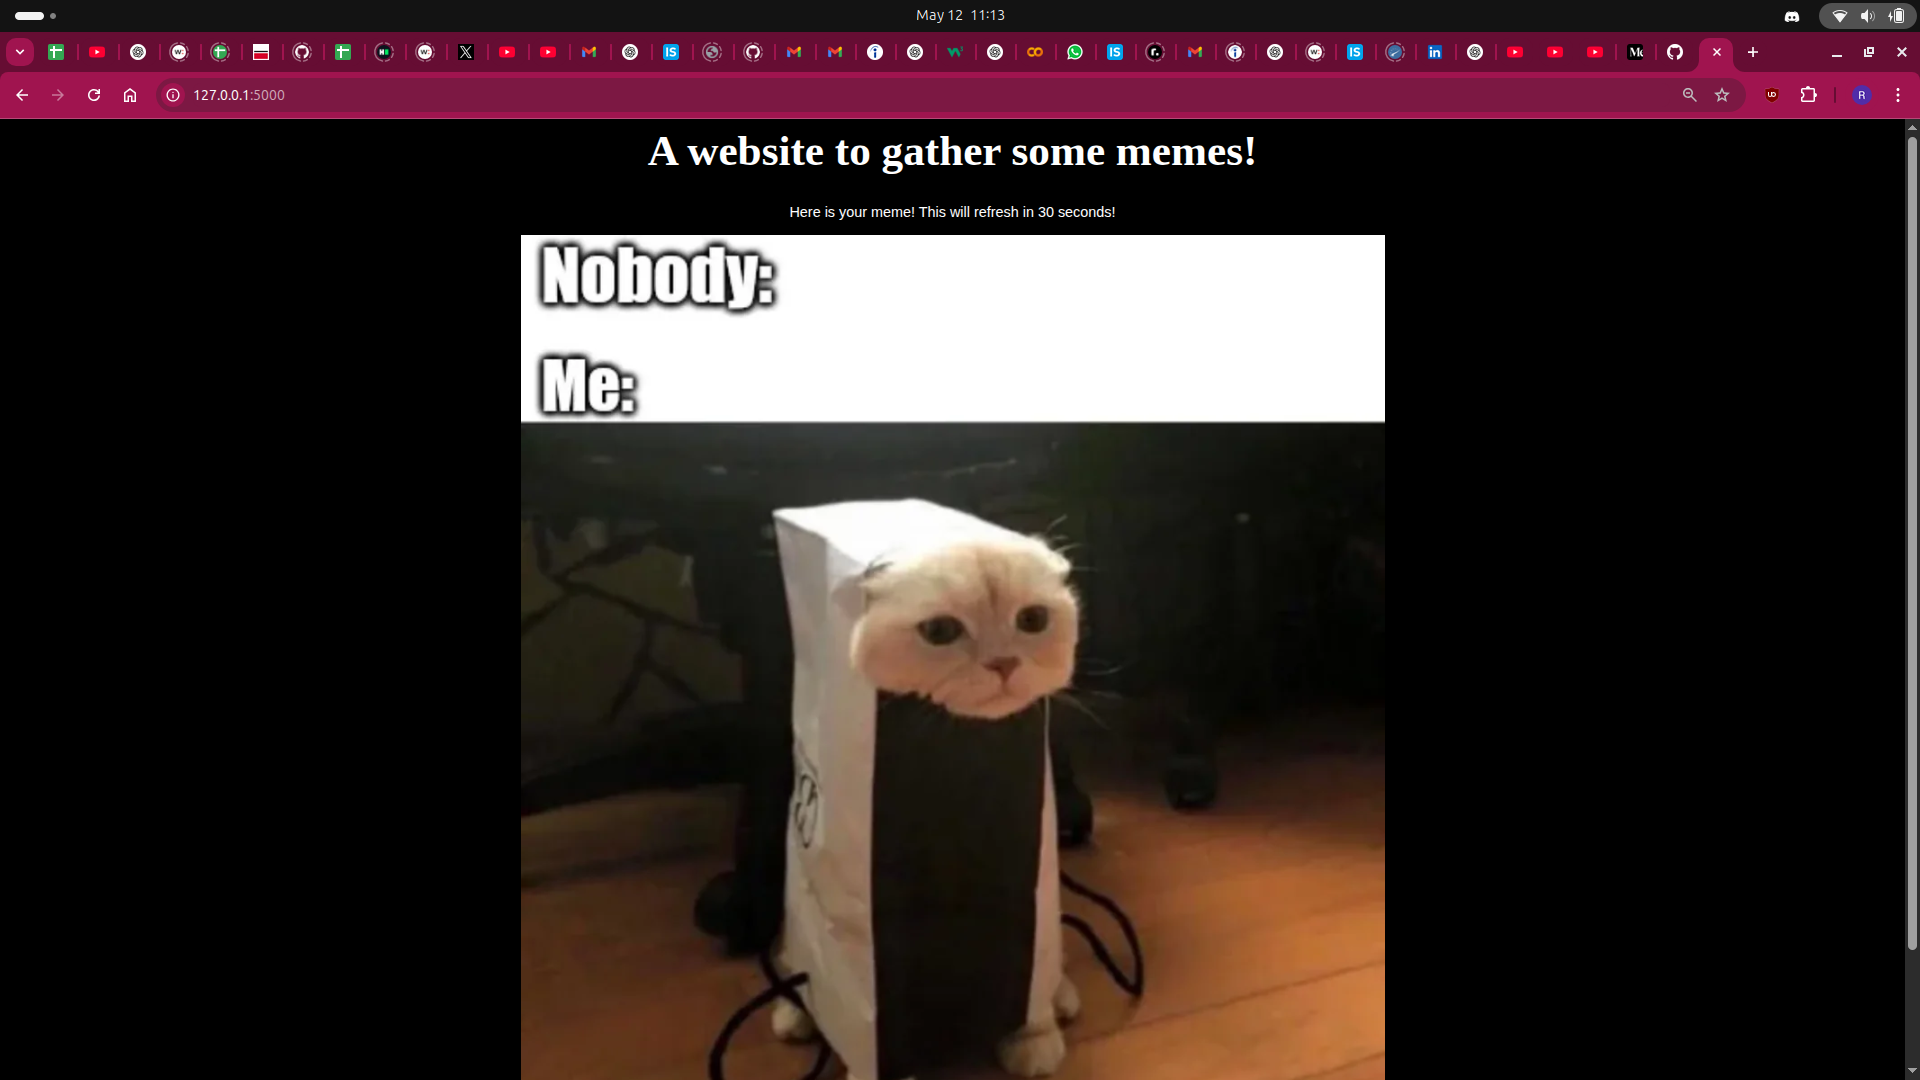 May 12 11:13
127.0.0.1:5000
R
A website to gather some memes!
Here is your meme! This will refresh in 30 seconds!
Nobody:
Me: